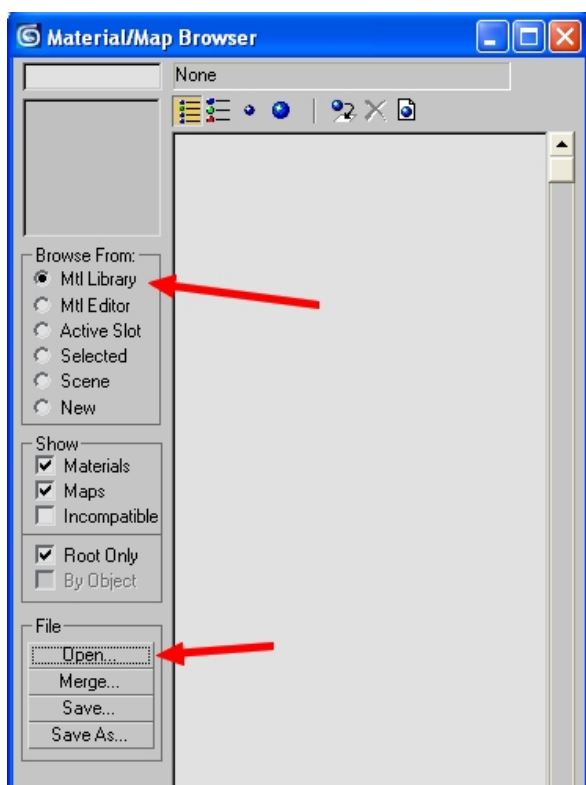 Material/Map Browser
None
Browse From:
Mtl Library
Mtl Editor
Active Slot
Selected
Scene
New
Show
Materials
Maps
Incompatible
Root Only
By Object
File
Open...
Merge...
Save...
Save As...